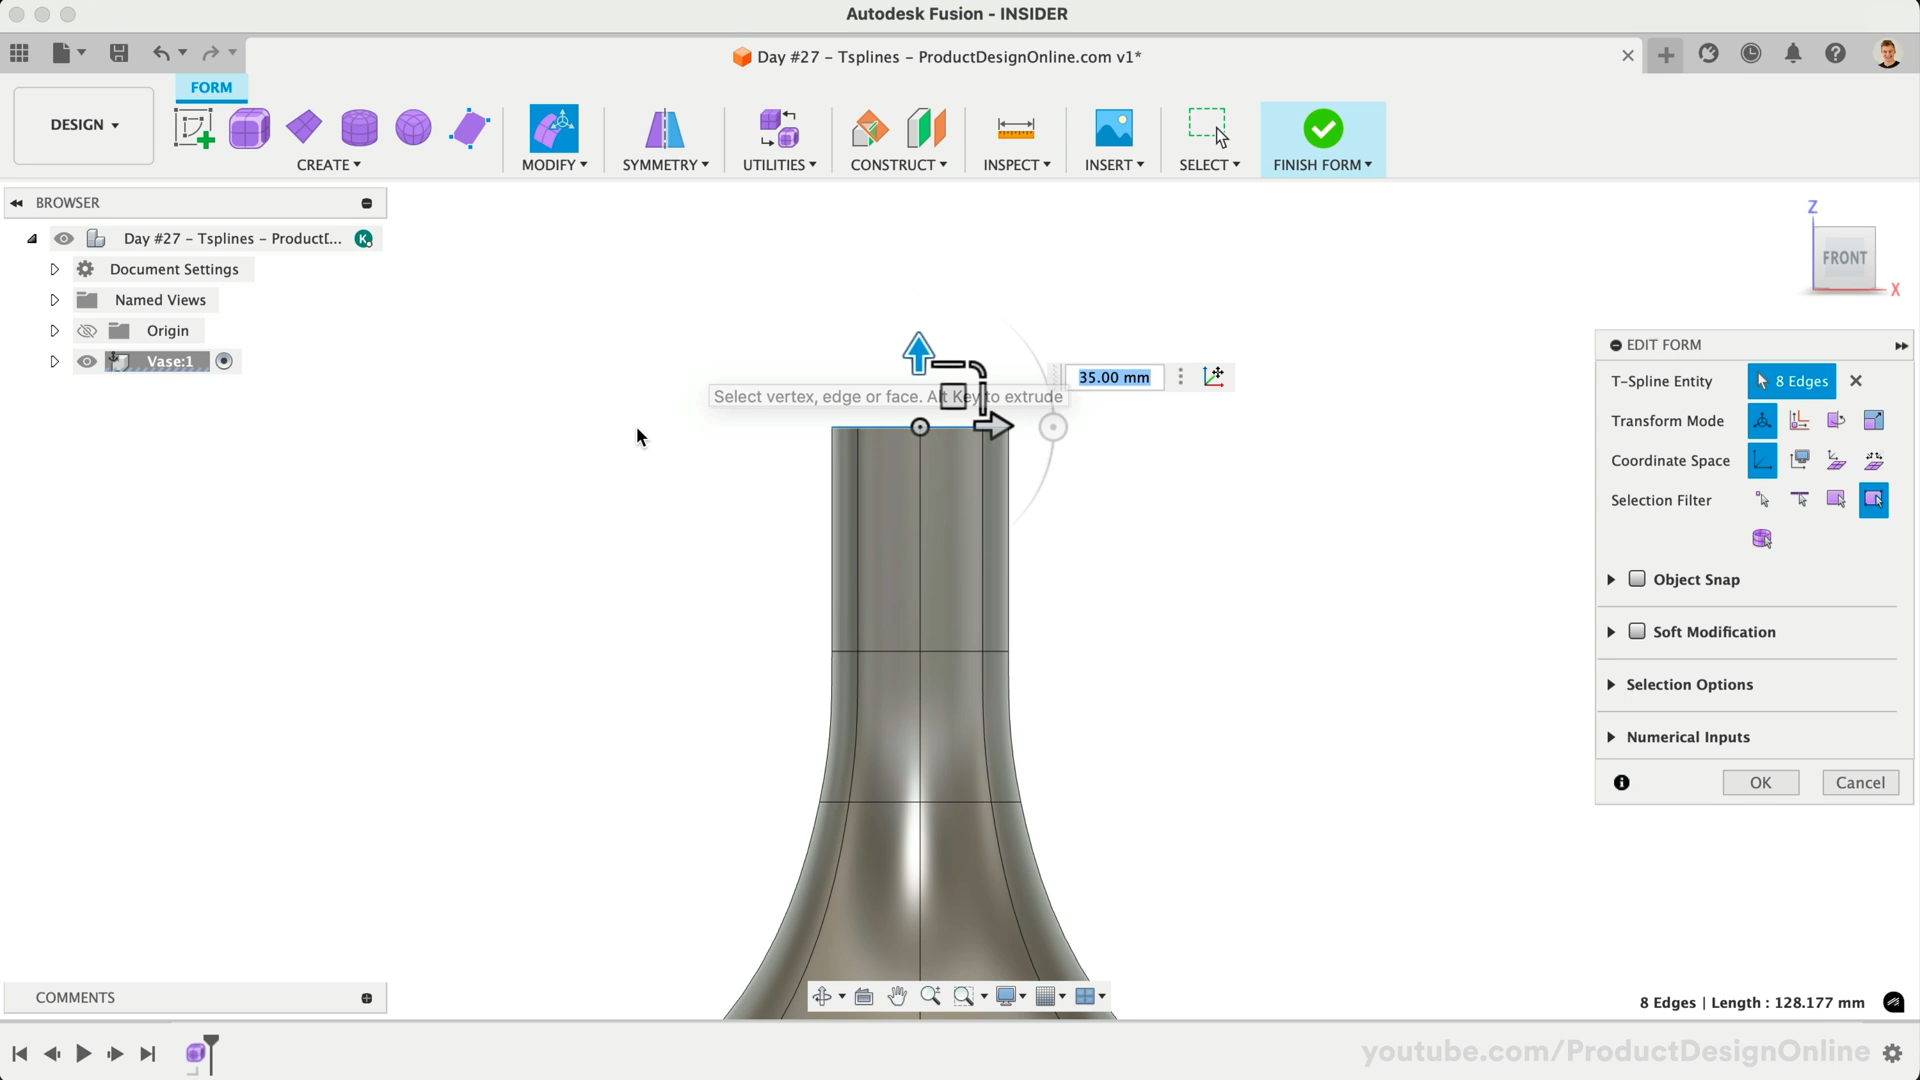 Autodesk Fusion - INSIDER
Day #27 - Tsplines - ProductDesignOnline.com v1*
FORM
DESIGN
CREATE
MODIFY
SYMMETRY
UTILITIES
CONSTRUCT
INSPECT
INSERT
SELECT
FINISH FORM
BROWSER
Day #27 - Tsplines - ProductD...
K
Document Settings
Named Views
Origin
Vase:1
Z
FRONT
X
35.00 mm
Select vertex, edge or face. Alt Key to extrude
EDIT FORM
T-Spline Entity
8 Edges
Transform Mode
Coordinate Space
Selection Filter
Object Snap
Soft Modification
Selection Options
Numerical Inputs
OK
Cancel
COMMENTS
8 Edges | Length : 128.177 mm
youtube.com/ProductDesignOnline